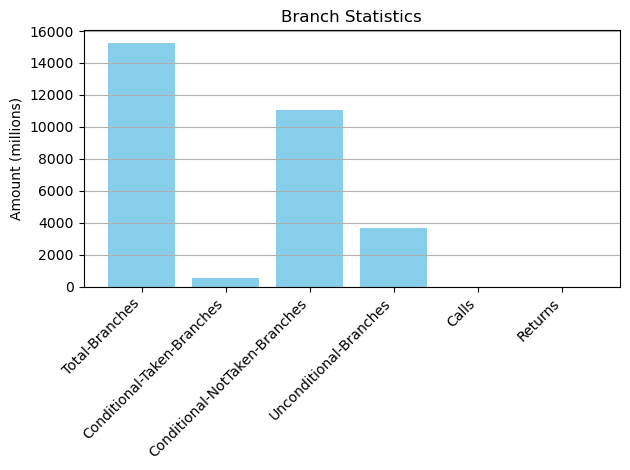 Branch Statistics
Amount (millions)
16000
14000
12000
10000
8000
6000
4000
2000
0
Total-Branches
Conditional-Taken-Branches
Conditional-NotTaken-Branches
Unconditional-Branches
Calls
Returns